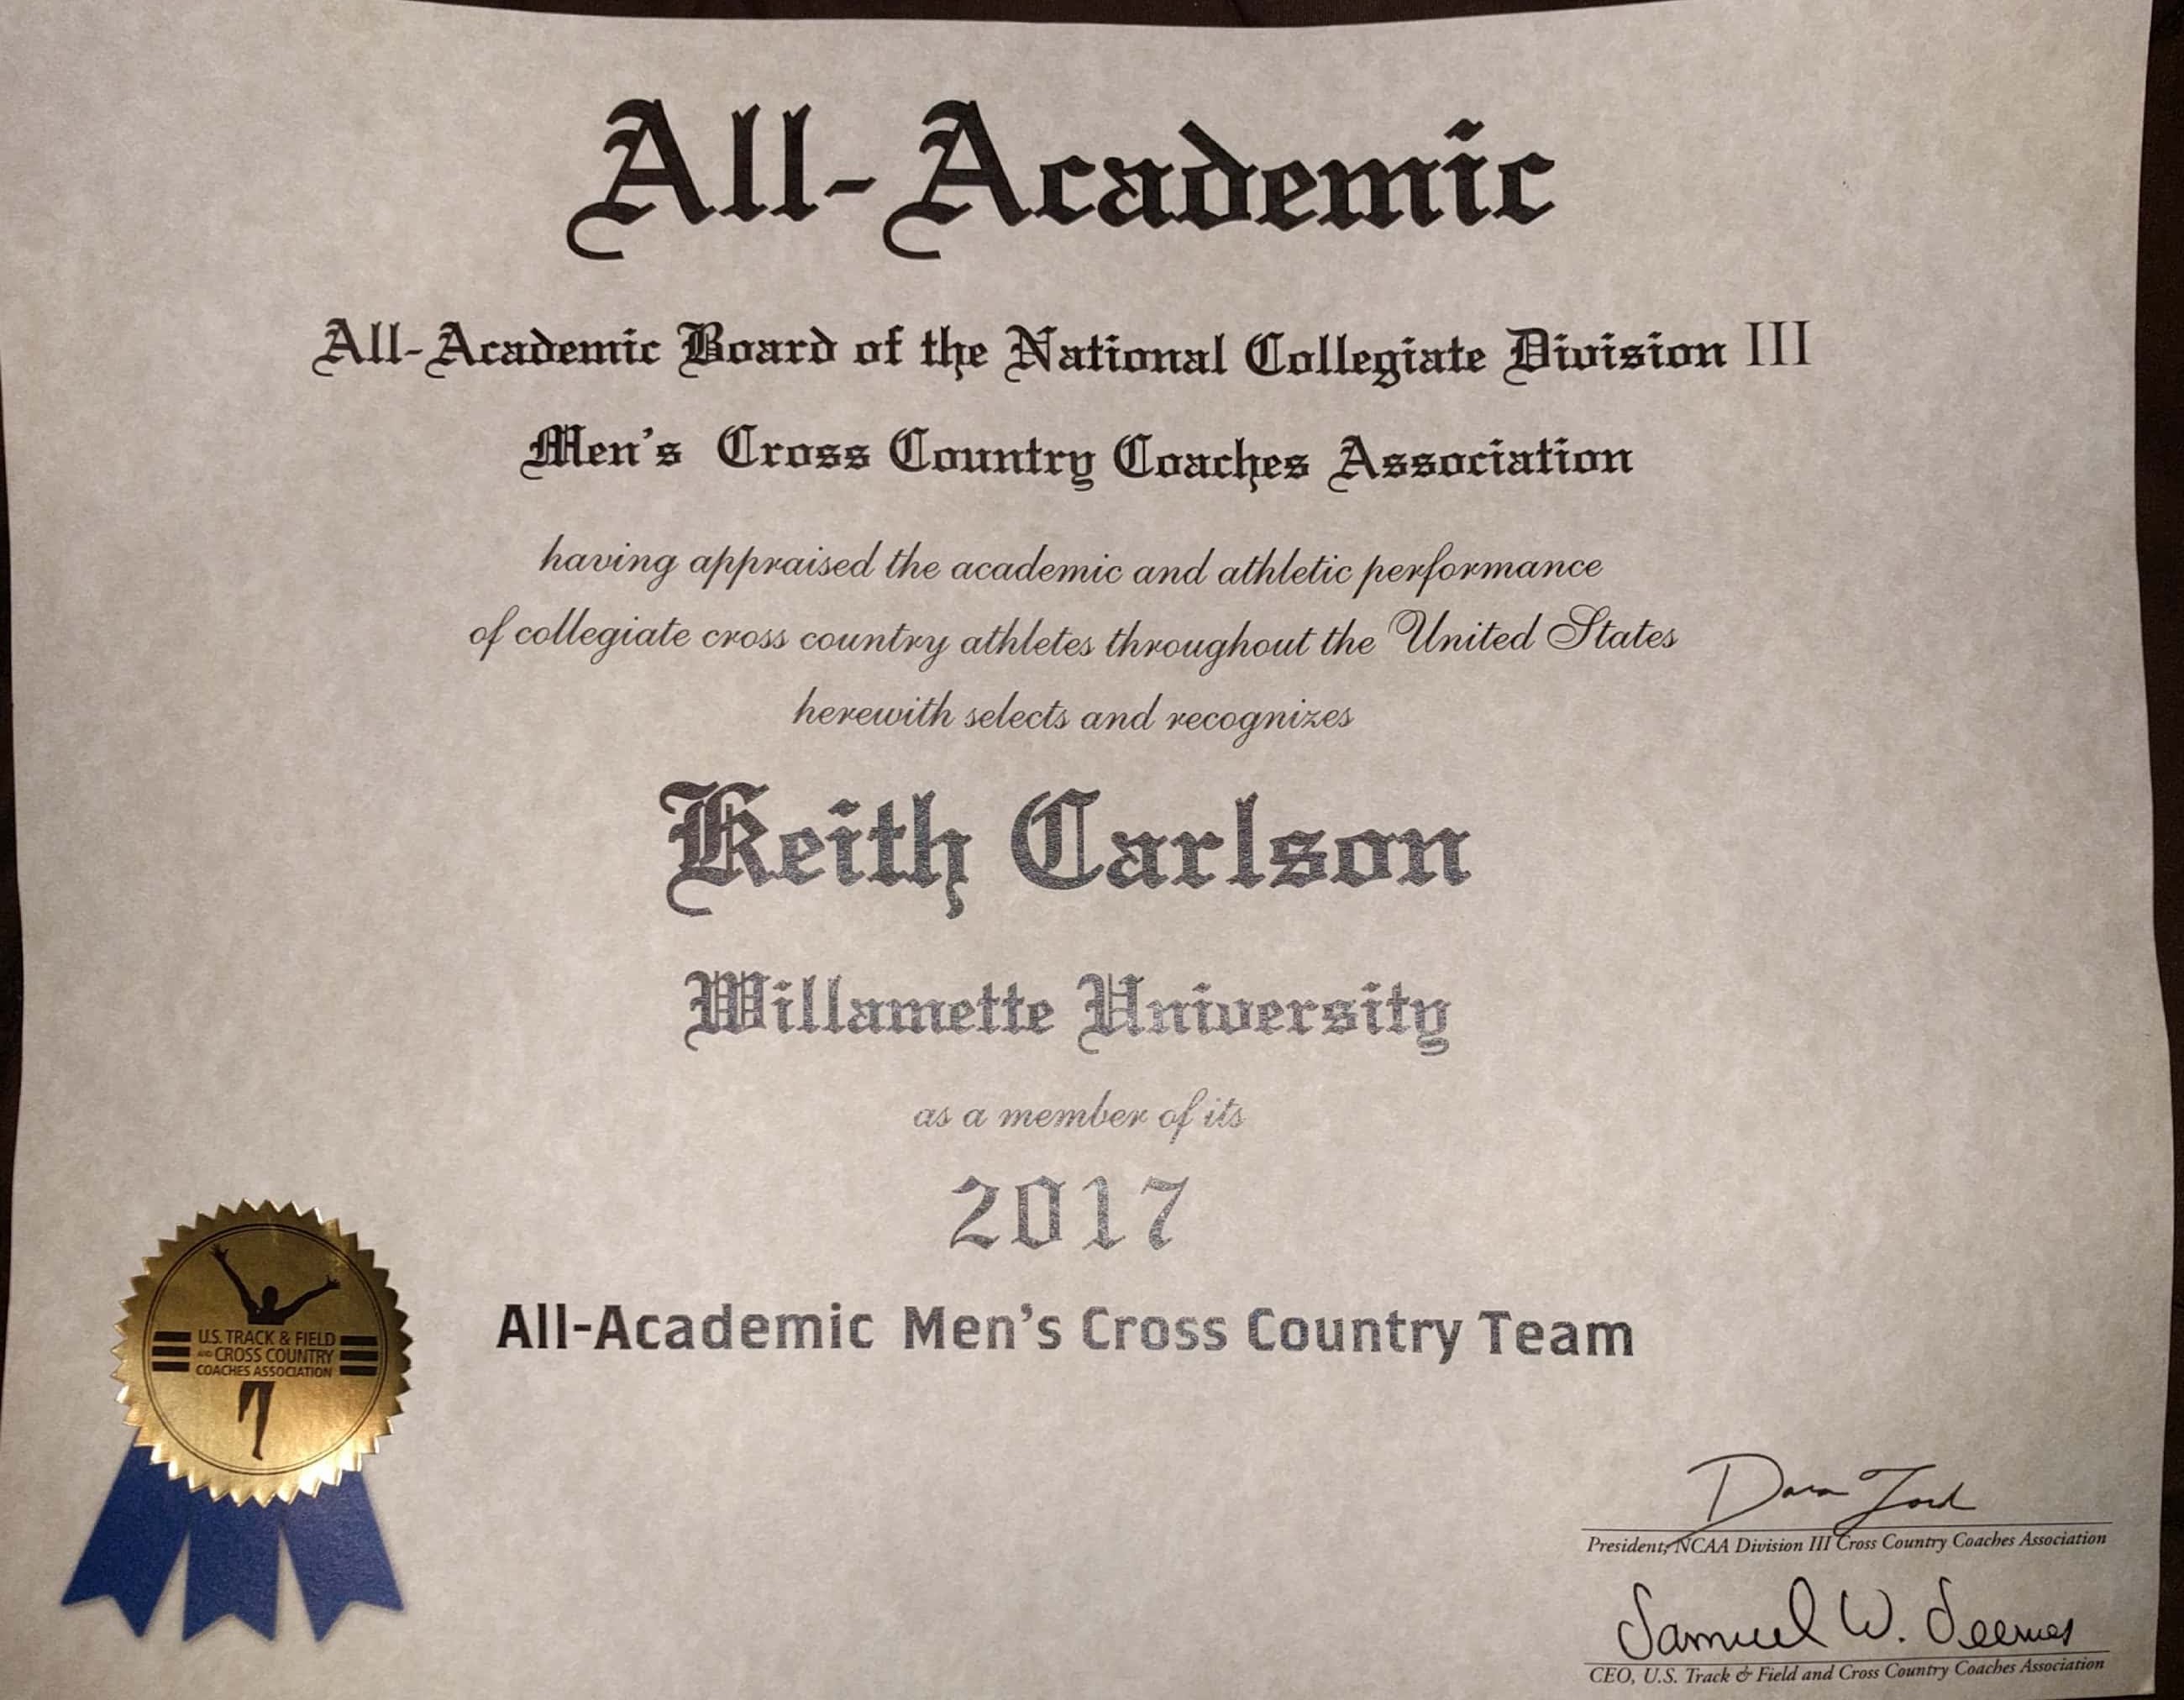 All-Academic
All-Academic Board of the National Collegiate Division III
Men's Cross Country Coaches Association
having appraised the academic and athletic performance
of collegiate cross country athletes throughout the United States
herewith selects and recognizes
Keith Carlson
Willamette University
as a member of its
2017
All-Academic Men's Cross Country Team
U.S. TRACK & FIELD
AND CROSS COUNTRY
COACHES ASSOCIATION
Dara Ford
President, NCAA Division III Cross Country Coaches Association
Samuel W. Seemes
CEO, U.S. Track & Field and Cross Country Coaches Association